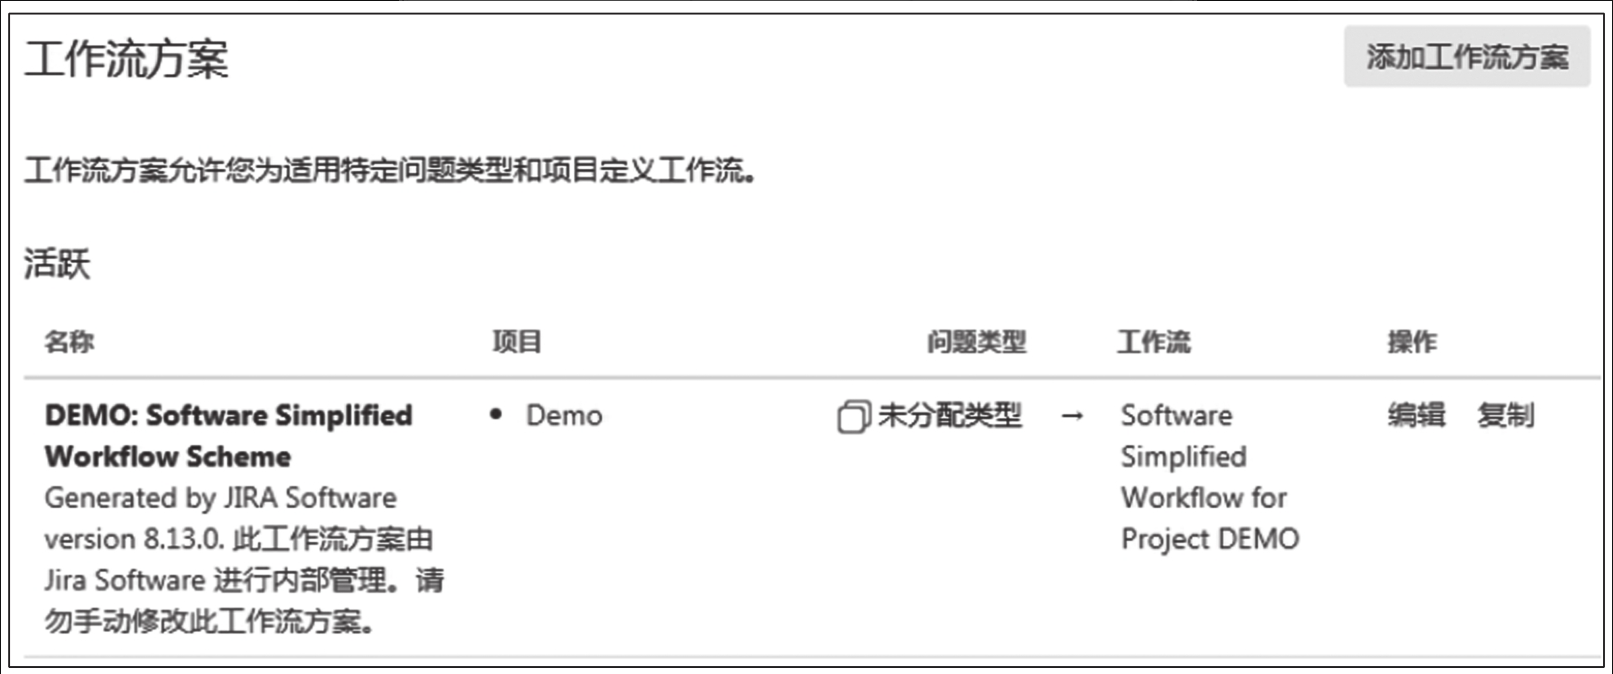 工作流方案
添加工作流方案
工作流方案允许您为适用特定问题类型和项目定义工作流。
活跃
名称 项目 问题类型 工作流 操作
DEMO: Software Simplified • Demo 未分配类型 → Software 编辑 复制
Workflow Scheme Simplified
Generated by JIRA Software Workflow for
version 8.13.0. 此工作流方案由 Project DEMO
Jira Software 进行内部管理。请
勿手动修改此工作流方案。